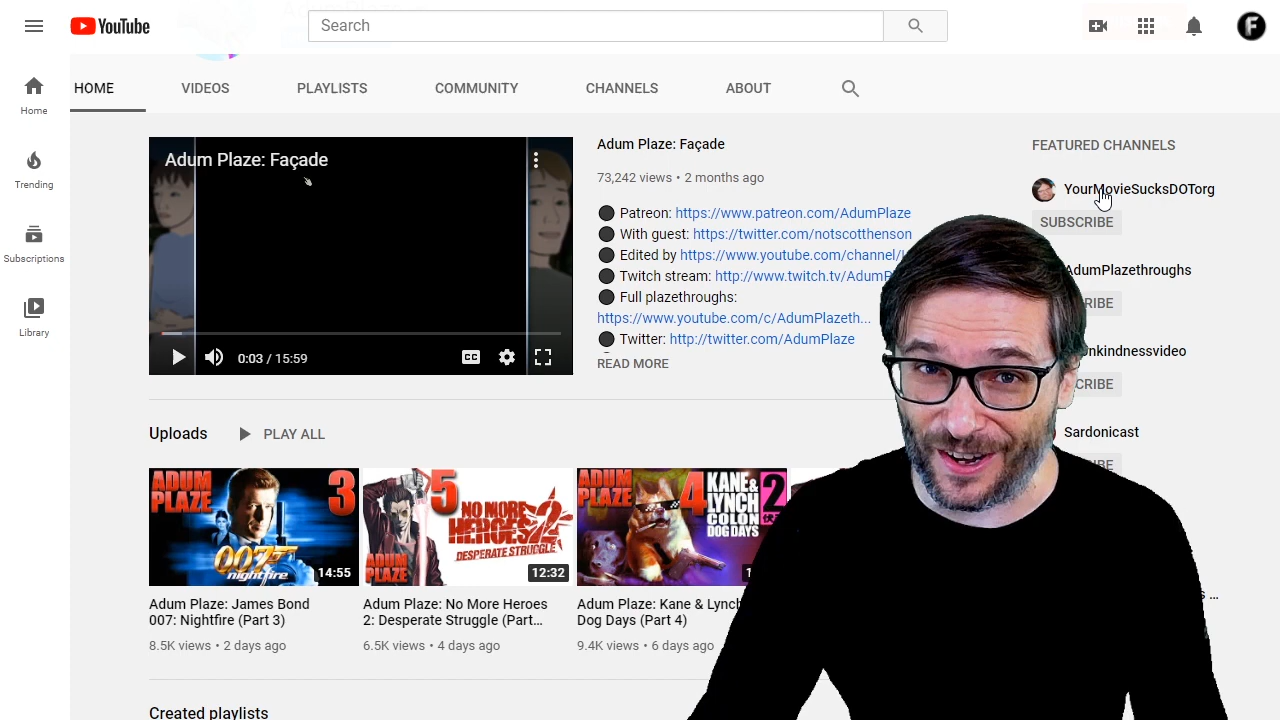 YouTube
Search
F
Home
Trending
Subscriptions
Library
HOME
VIDEOS
PLAYLISTS
COMMUNITY
CHANNELS
ABOUT
Adum Plaze: Façade
0:03 / 15:59
CC
Adum Plaze: Façade
73,242 views • 2 months ago
Patreon: https://www.patreon.com/AdumPlaze
With guest: https://twitter.com/notscotthenson
Edited by https://www.youtube.com/channel/
Twitch stream: http://www.twitch.tv/AdumP
Full plazethroughs:
https://www.youtube.com/c/AdumPlazeth...
Twitter: http://twitter.com/AdumPlaze
READ MORE
FEATURED CHANNELS
YourMovieSucksDOTorg
SUBSCRIBE
AdumPlazethroughs
IBE
nkindnessvideo
CRIBE
Sardonicast
IBE
Uploads
PLAY ALL
ADUM
PLAZE
3
007
nightfire
14:55
5
NO MORE
HEROES
2
DESPERATE STRUGGLE
ADUM
PLAZE
12:32
ADUM
PLAZE
4
KANE &
LYNCH
COLON
DOG DAYS
2
1
Adum Plaze: James Bond
007: Nightfire (Part 3)
8.5K views • 2 days ago
Adum Plaze: No More Heroes
2: Desperate Struggle (Part...
6.5K views • 4 days ago
Adum Plaze: Kane & Lynch
Dog Days (Part 4)
9.4K views • 6 days ago
s ...
Created playlists